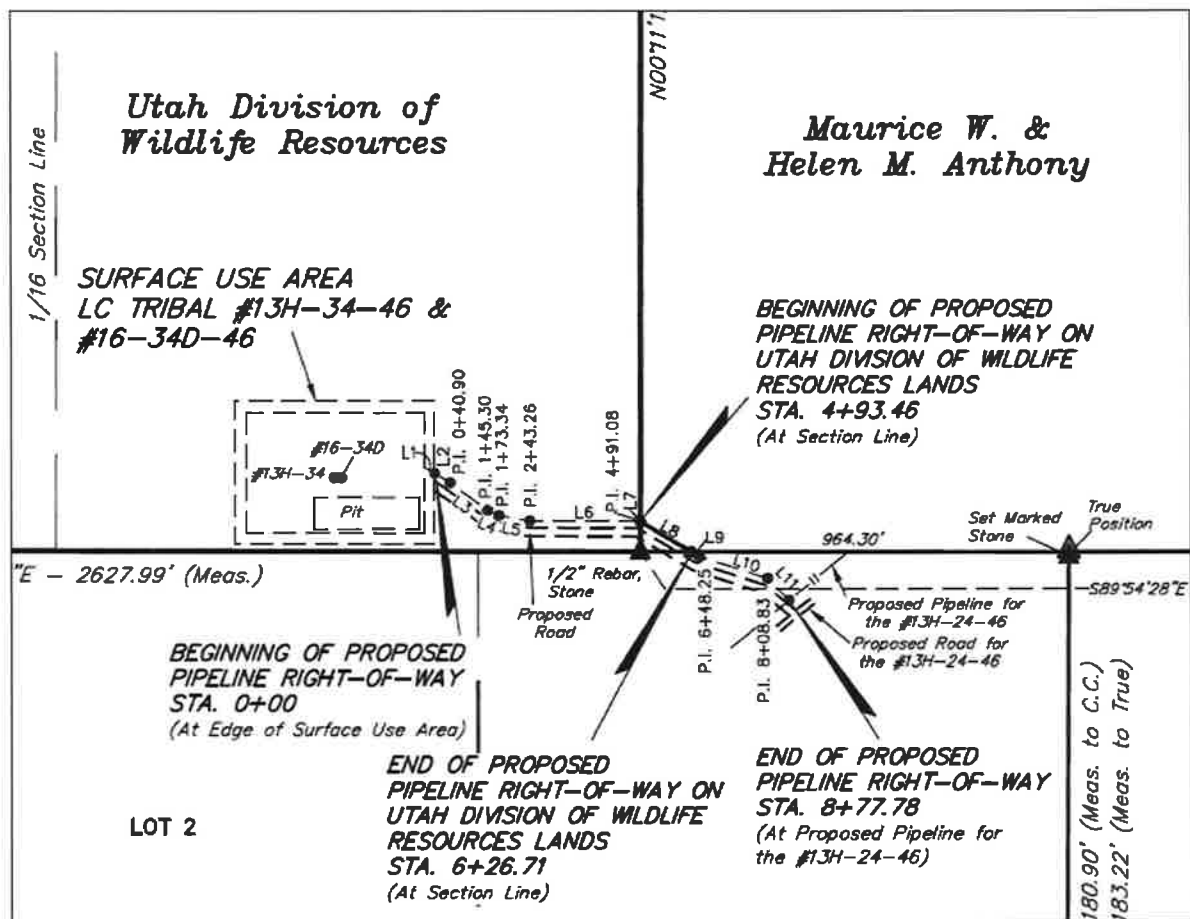 Utah Division of
Wildlife Resources
N00°11'1
Maurice W. &
Helen M. Anthony
1/16 Section Line
SURFACE USE AREA
LC TRIBAL #13H-34-46 &
#16-34D-46
BEGINNING OF PROPOSED
PIPELINE RIGHT-OF-WAY ON
UTAH DIVISION OF WILDLIFE
RESOURCES LANDS
STA. 4+93.46
(At Section Line)
#16-34D
#13H-34
Pit
L1
L2
P.I. 0+40.90
L3
P.I. 1+45.30
L4
P.I. 1+73.34
L5
P.I. 2+43.26
L6
P.I. 4+91.08
L7
L8
L9
L10
L11
964.30'
Set Marked
Stone
True
Position
"E - 2627.99' (Meas.)
1/2" Rebar,
Stone
Proposed
Road
P.I. 6+48.25
P.I. 8+08.83
S89°54'28"E
Proposed Pipeline for
the #13H-24-46
Proposed Road for
the #13H-24-46
BEGINNING OF PROPOSED
PIPELINE RIGHT-OF-WAY
STA. 0+00
(At Edge of Surface Use Area)
END OF PROPOSED
PIPELINE RIGHT-OF-WAY ON
UTAH DIVISION OF WILDLIFE
RESOURCES LANDS
STA. 6+26.71
(At Section Line)
END OF PROPOSED
PIPELINE RIGHT-OF-WAY
STA. 8+77.78
(At Proposed Pipeline for
the #13H-24-46)
LOT 2
180.90' (Meas. to C.C.)
183.22' (Meas. to True)